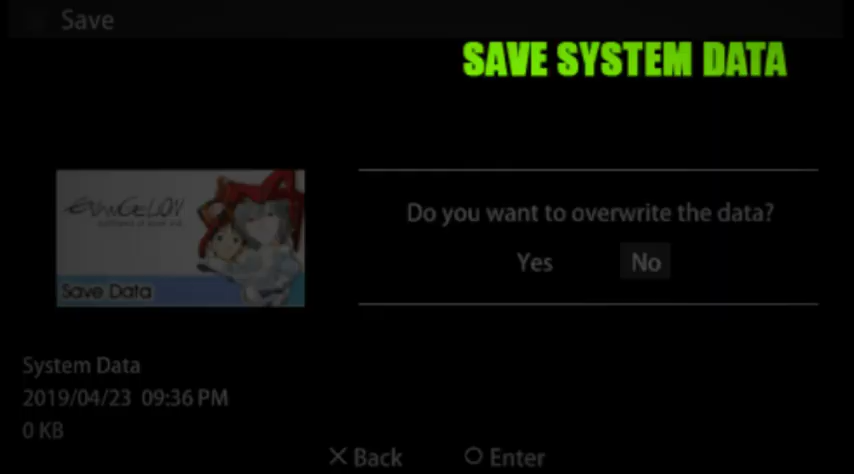 Save
SAVE SYSTEM DATA
EVANGELION
Save Data
Do you want to overwrite the data?
Yes No
System Data
2019/04/23 09:36 PM
0 KB
X Back O Enter